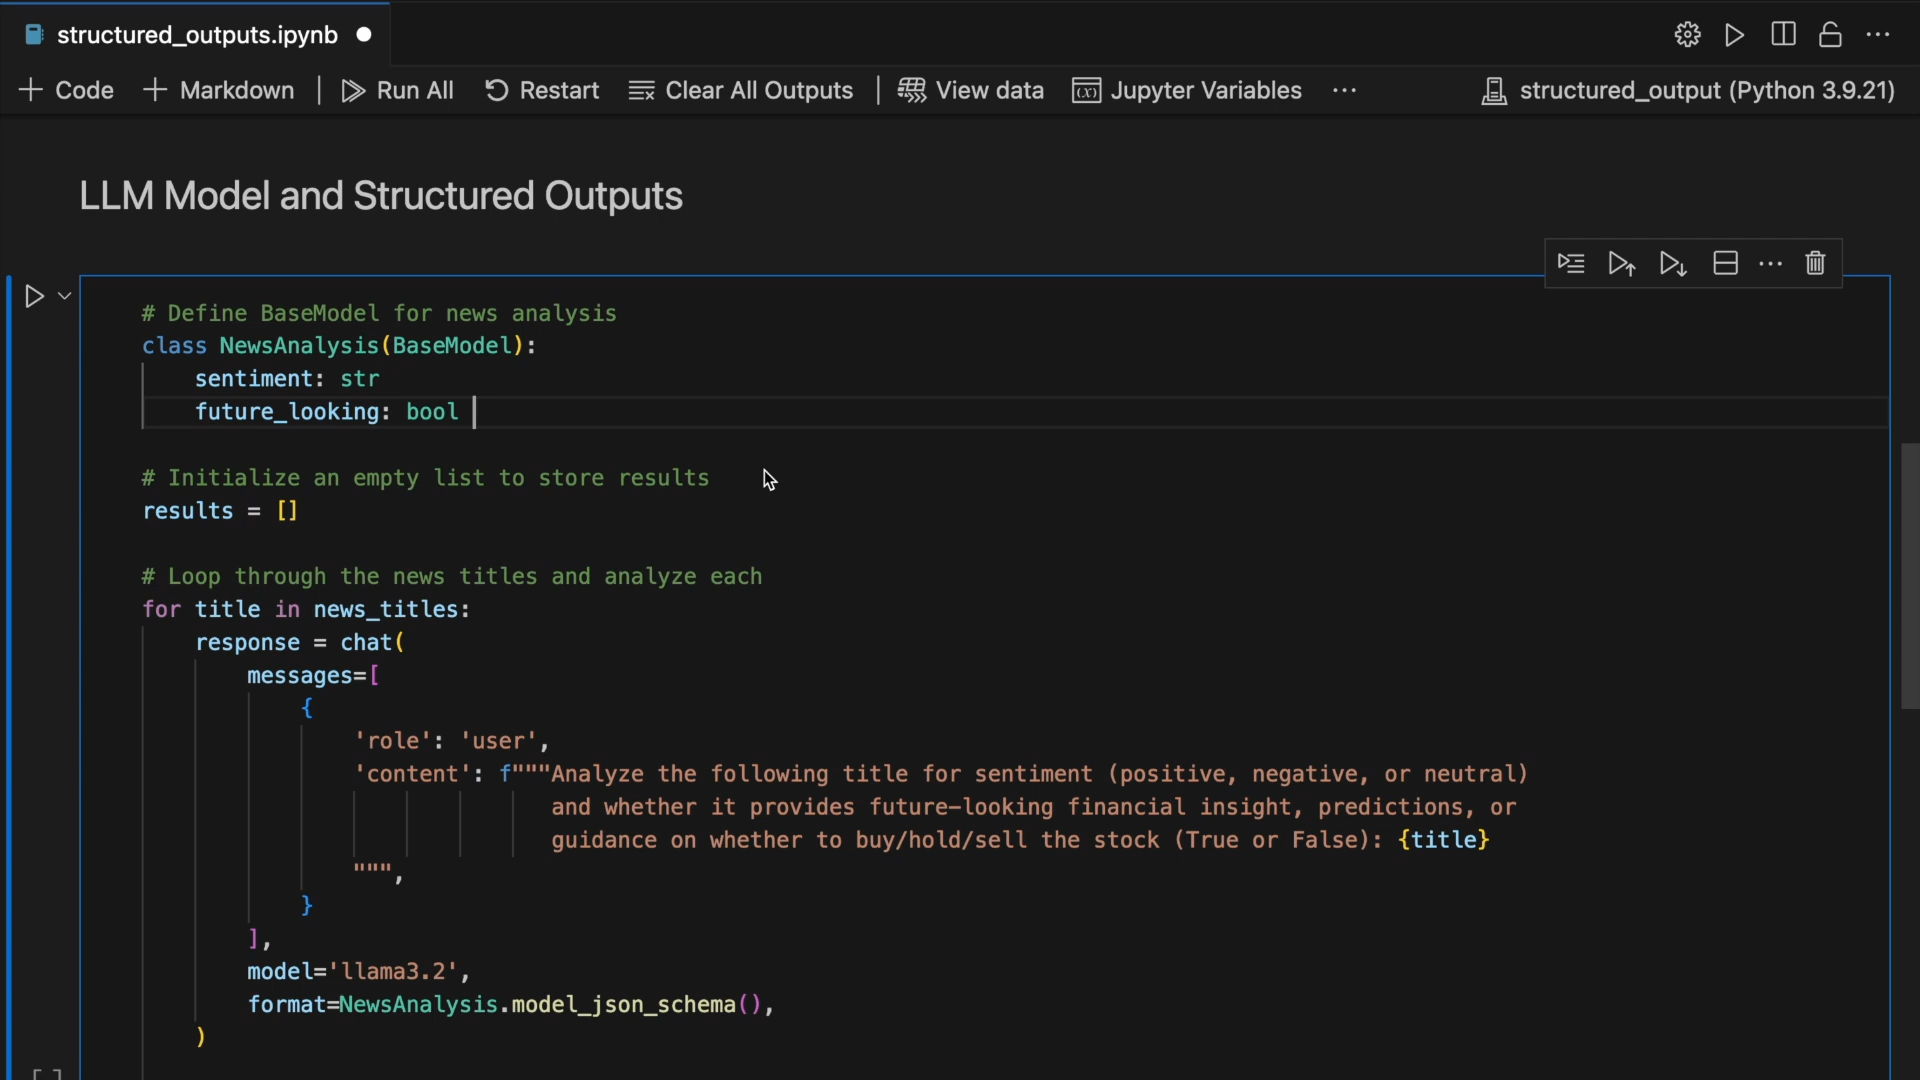 structured_outputs.ipynb
Code Markdown Run All Restart Clear All Outputs View data Jupyter Variables ... structured_output (Python 3.9.21)
LLM Model and Structured Outputs
# Define BaseModel for news analysis
class NewsAnalysis(BaseModel):
    sentiment: str
    future_looking: bool
# Initialize an empty list to store results
results = []
# Loop through the news titles and analyze each
for title in news_titles:
    response = chat(
        messages=[
            {
                'role': 'user',
                'content': f"""Analyze the following title for sentiment (positive, negative, or neutral)
                               and whether it provides future-looking financial insight, predictions, or
                               guidance on whether to buy/hold/sell the stock (True or False): {title}
                """,
            }
        ],
        model='llama3.2',
        format=NewsAnalysis.model_json_schema(),
    )